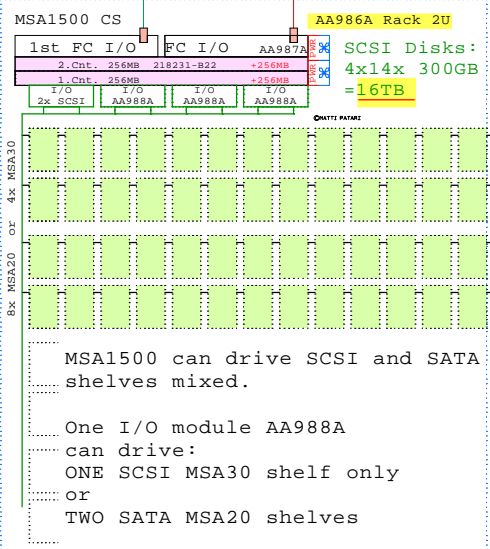 MSA1500 CS
AA986A Rack 2U
1st FC I/O
FC I/O
AA987A
PWR
2.Cnt. 256MB 218231-B22 +256MB
1.Cnt. 256MB +256MB
PWR
I/O
2x SCSI
I/O
AA988A
I/O
AA988A
I/O
AA988A
SCSI Disks:
4x14x 300GB
=16TB
©MATTI PATARI
8x MSA20 or 4x MSA30
MSA1500 can drive SCSI and SATA
shelves mixed.
One I/O module AA988A
can drive:
ONE SCSI MSA30 shelf only
or
TWO SATA MSA20 shelves